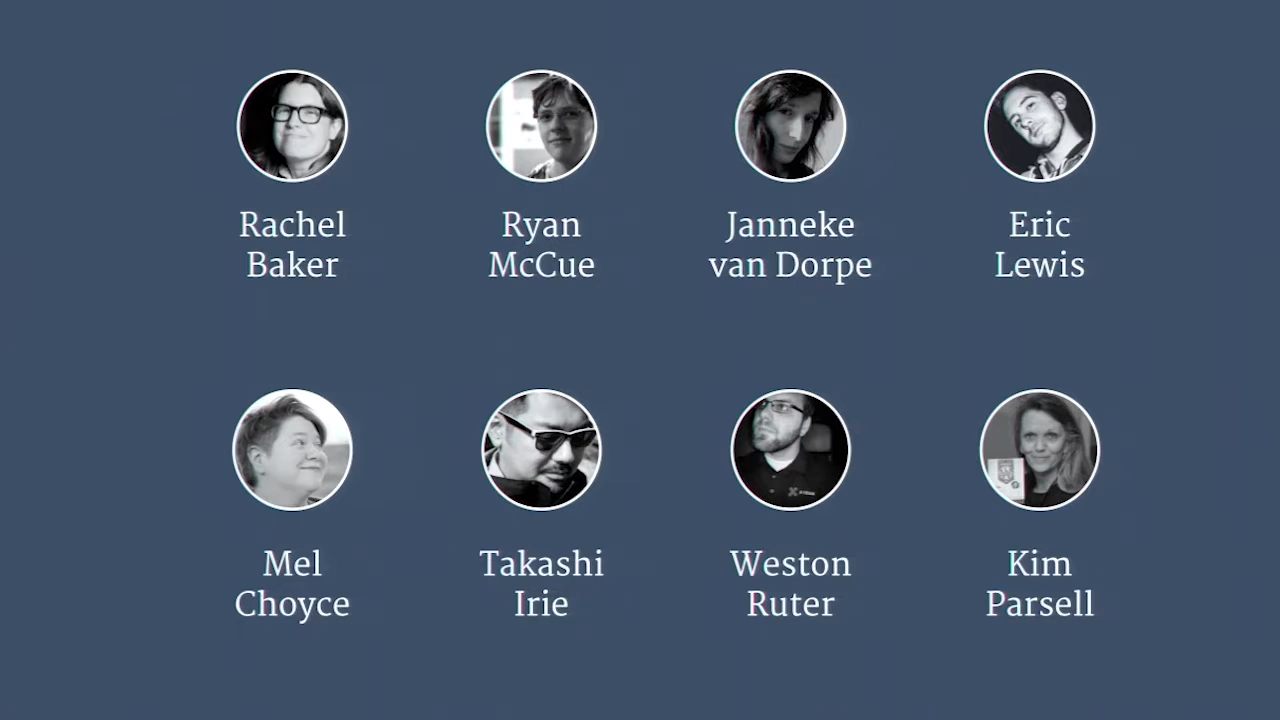 Rachel
Baker
Ryan
McCue
Janneke
van Dorpe
Eric
Lewis
Mel
Choyce
Takashi
Irie
Weston
Ruter
Kim
Parsell